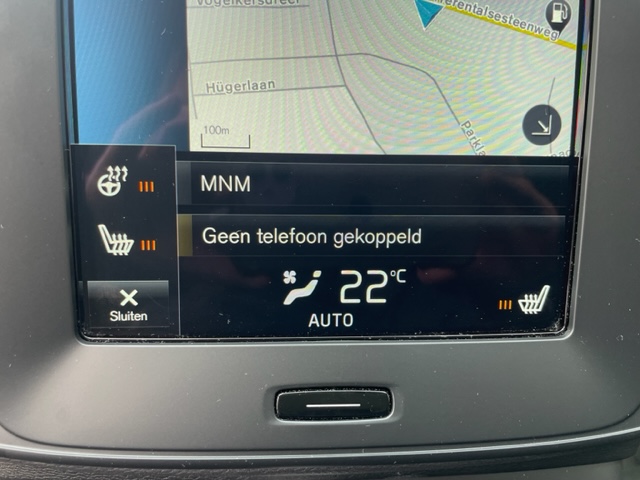 Vogelkersdreef
Herentalsesteenweg
Hügerlaan
100m
MNM
Geen telefoon gekoppeld
22°C
AUTO
Sluiten